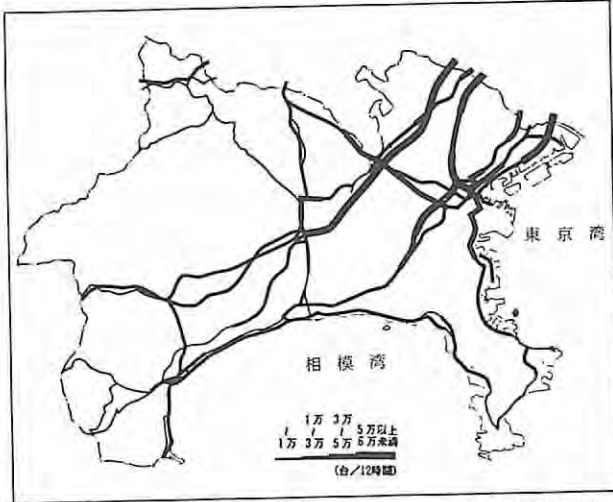 東京湾
相模湾
1万 3万
〜 〜 〜 5万以上
1万 3万 5万 6万未満
(台/12時間)